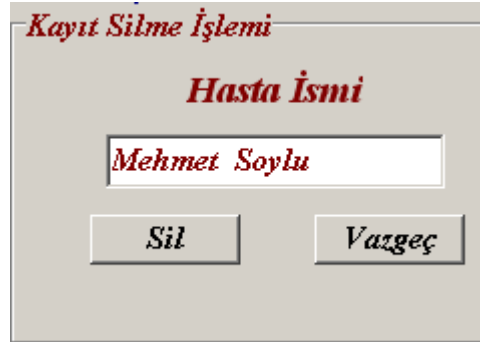 Kayıt Silme İşlemi
Hasta İsmi
Mehmet Soylu
Sil
Vazgeç